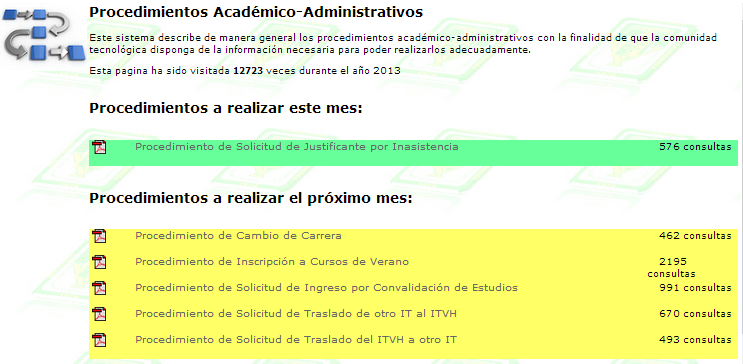 Procedimientos Académico-Administrativos
Este sistema describe de manera general los procedimientos académico-administrativos con la finalidad de que la comunidad
tecnológica disponga de la información necesaria para poder realizarlos adecuadamente.
Esta pagina ha sido visitada 12723 veces durante el año 2013
Procedimientos a realizar este mes:
Procedimiento de Solicitud de Justificante por Inasistencia 576 consultas
Procedimientos a realizar el próximo mes:
Procedimiento de Cambio de Carrera 462 consultas
Procedimiento de Inscripción a Cursos de Verano 2195
consultas
Procedimiento de Solicitud de Ingreso por Convalidación de Estudios 991 consultas
Procedimiento de Solicitud de Traslado de otro IT al ITVH 670 consultas
Procedimiento de Solicitud de Traslado del ITVH a otro IT 493 consultas